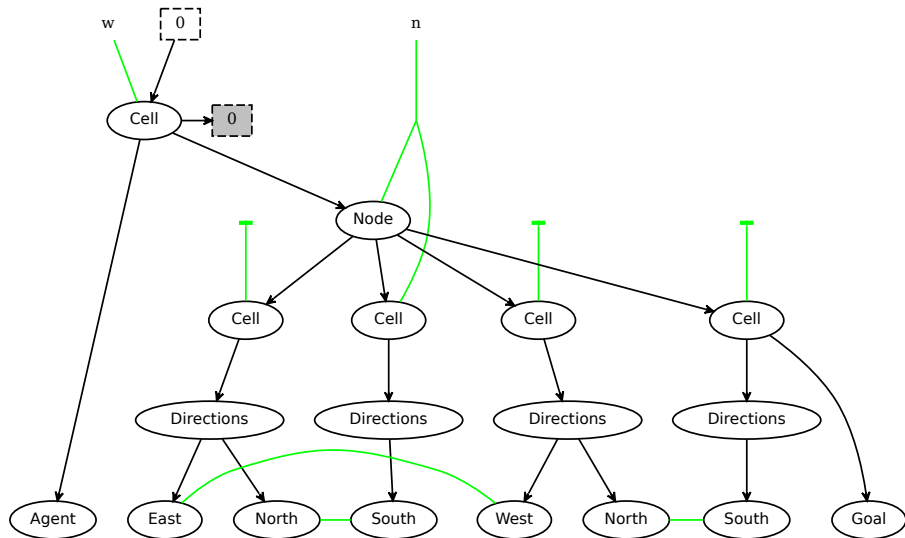 w 0 n
Cell 0
Node
Cell Cell Cell Cell
Directions Directions Directions Directions
Agent East North South West North South Goal